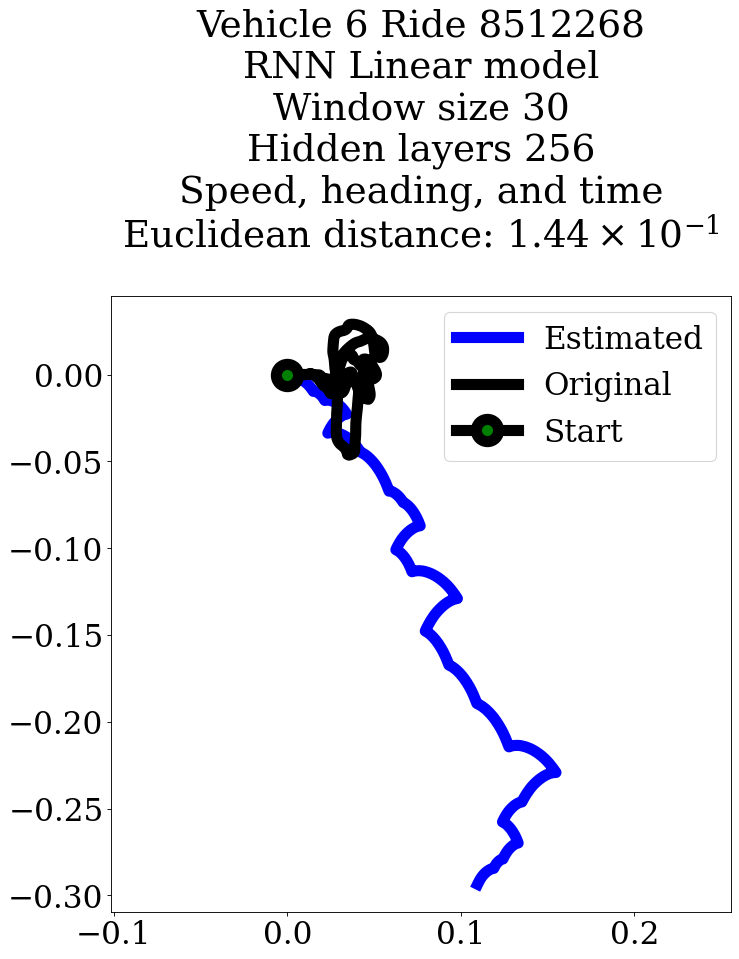 Vehicle 6 Ride 8512268
RNN Linear model
Window size 30
Hidden layers 256
Speed, heading, and time
Euclidean distance: 1.44 × 10⁻¹
Estimated
Original
Start
0.00
−0.05
−0.10
−0.15
−0.20
−0.25
−0.30
−0.1 0.0 0.1 0.2